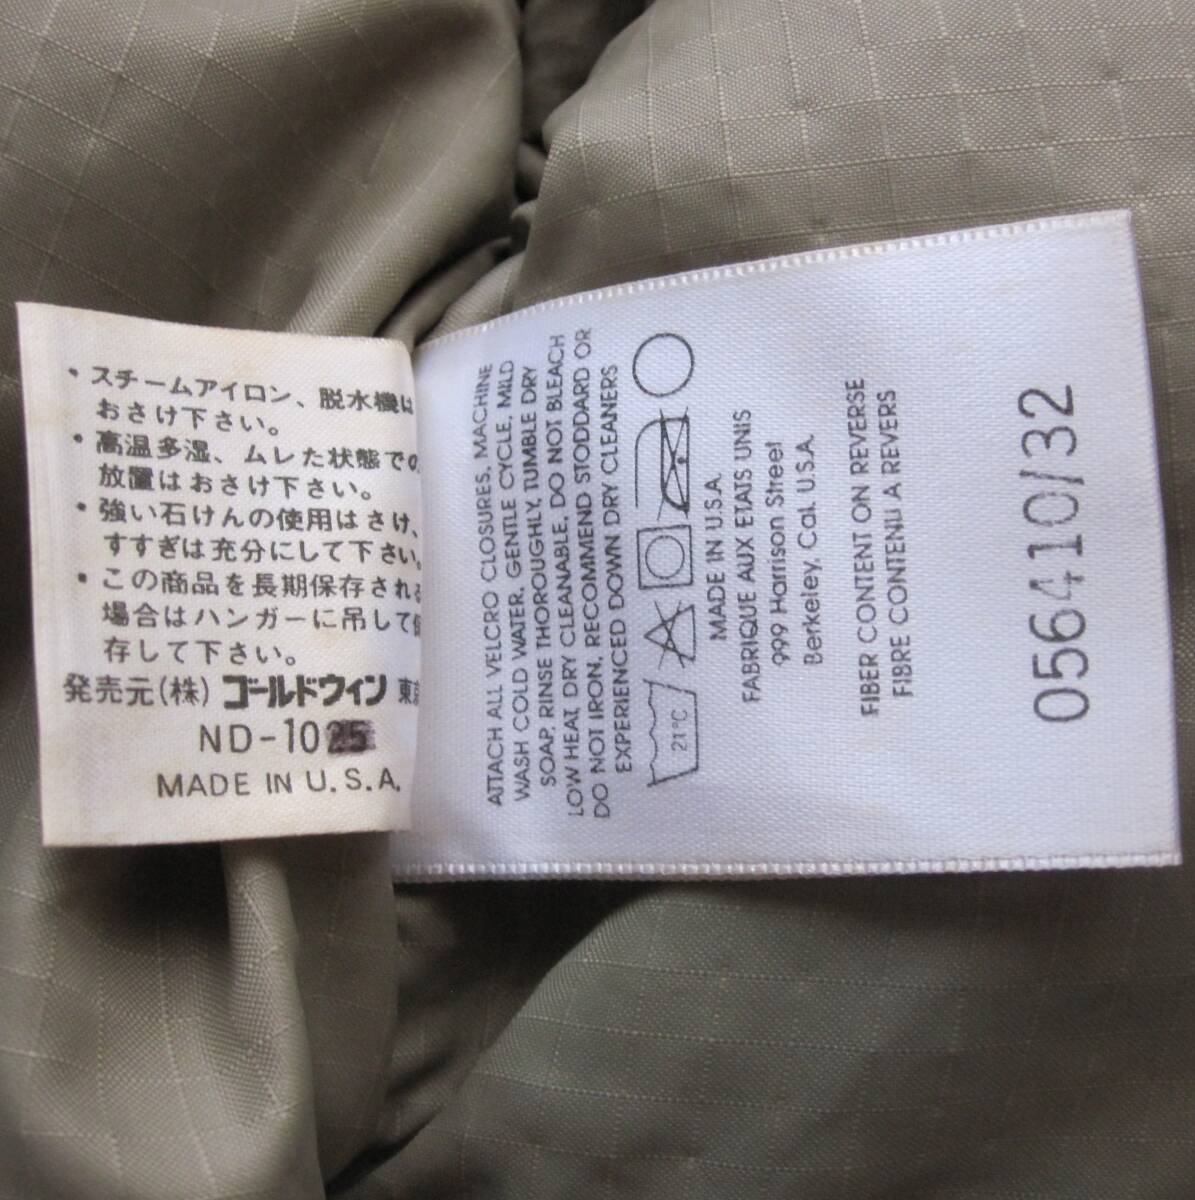 ・スチームアイロン、脱水機は
おさけ下さい。
・高温多湿、ムレた状態での
放置はおさけ下さい。
・強い石けんの使用はさけ、
すすぎは充分にして下さい。
・この商品を長期保存される
場合はハンガーに吊して保
存して下さい。
発売元(株)ゴールドウィン 東京
ND-1025
MADE IN U.S.A.
ATTACH ALL VELCRO CLOSURES, MACHINE
WASH COLD WATER, GENTLE CYCLE, MILD
SOAP, RINSE THOROUGHLY, TUMBLE DRY
LOW HEAT, DRY CLEANABLE, DO NOT BLEACH
DO NOT IRON, RECOMMEND STODDARD OR
EXPERIENCED DOWN DRY CLEANERS
21°C
MADE IN U.S.A.
FABRIQUE AUX ETAIS UNIS
999 Harrison Street
Berkeley, Cal. U.S.A.
FIBER CONTENT ON REVERSE
FIBRE CONTENU A REVERS
056410/32